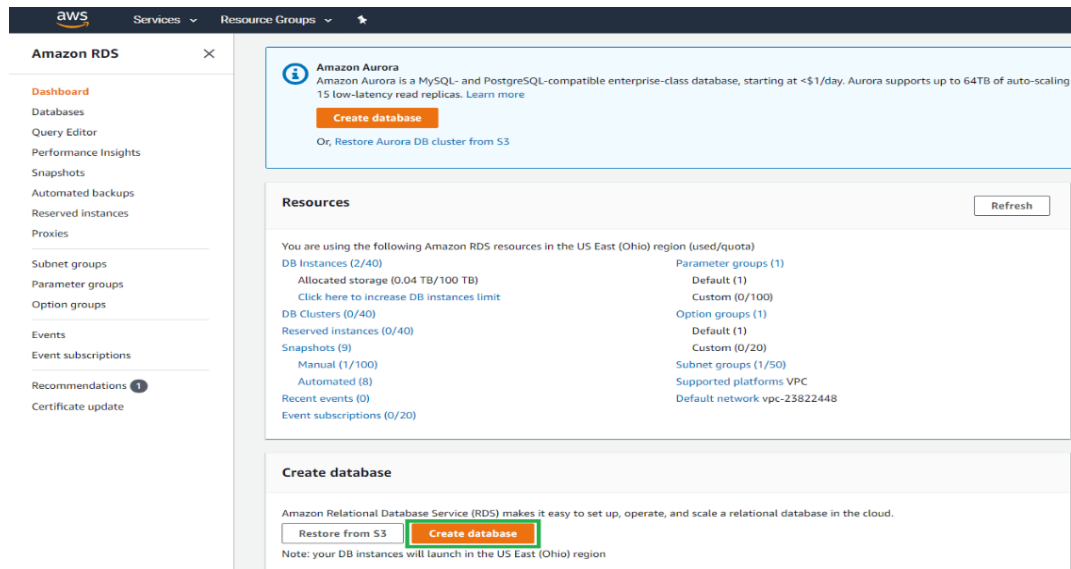 aws Services Resource Groups
Amazon RDS
Dashboard
Databases
Query Editor
Performance Insights
Snapshots
Automated backups
Reserved instances
Proxies
Subnet groups
Parameter groups
Option groups
Events
Event subscriptions
Recommendations 1
Certificate update
Amazon Aurora
Amazon Aurora is a MySQL- and PostgreSQL-compatible enterprise-class database, starting at <$1/day. Aurora supports up to 64TB of auto-scaling
15 low-latency read replicas. Learn more
Create database
Or, Restore Aurora DB cluster from S3
Resources
Refresh
You are using the following Amazon RDS resources in the US East (Ohio) region (used/quota)
DB Instances (2/40)
Allocated storage (0.04 TB/100 TB)
Click here to increase DB instances limit
DB Clusters (0/40)
Reserved instances (0/40)
Snapshots (9)
Manual (1/100)
Automated (8)
Recent events (0)
Event subscriptions (0/20)
Parameter groups (1)
Default (1)
Custom (0/100)
Option groups (1)
Default (1)
Custom (0/20)
Subnet groups (1/50)
Supported platforms VPC
Default network vpc-23822448
Create database
Amazon Relational Database Service (RDS) makes it easy to set up, operate, and scale a relational database in the cloud.
Restore from S3 Create database
Note: your DB instances will launch in the US East (Ohio) region